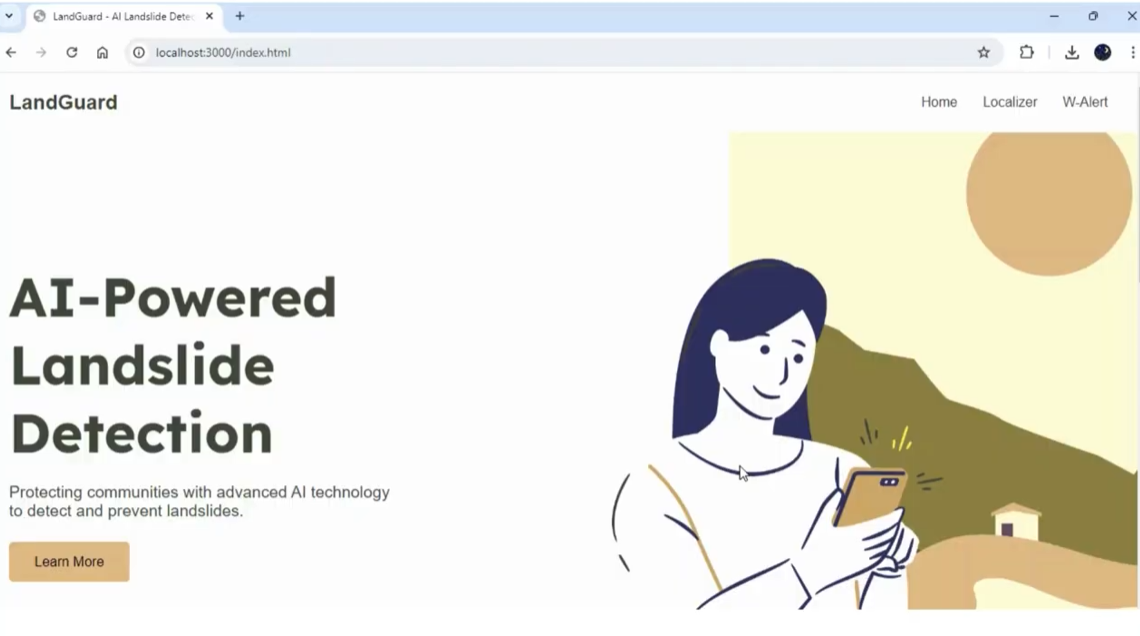 LandGuard - AI Landslide Detec
localhost:3000/index.html
LandGuard
Home Localizer W-Alert
AI-Powered
Landslide
Detection
Protecting communities with advanced AI technology
to detect and prevent landslides.
Learn More